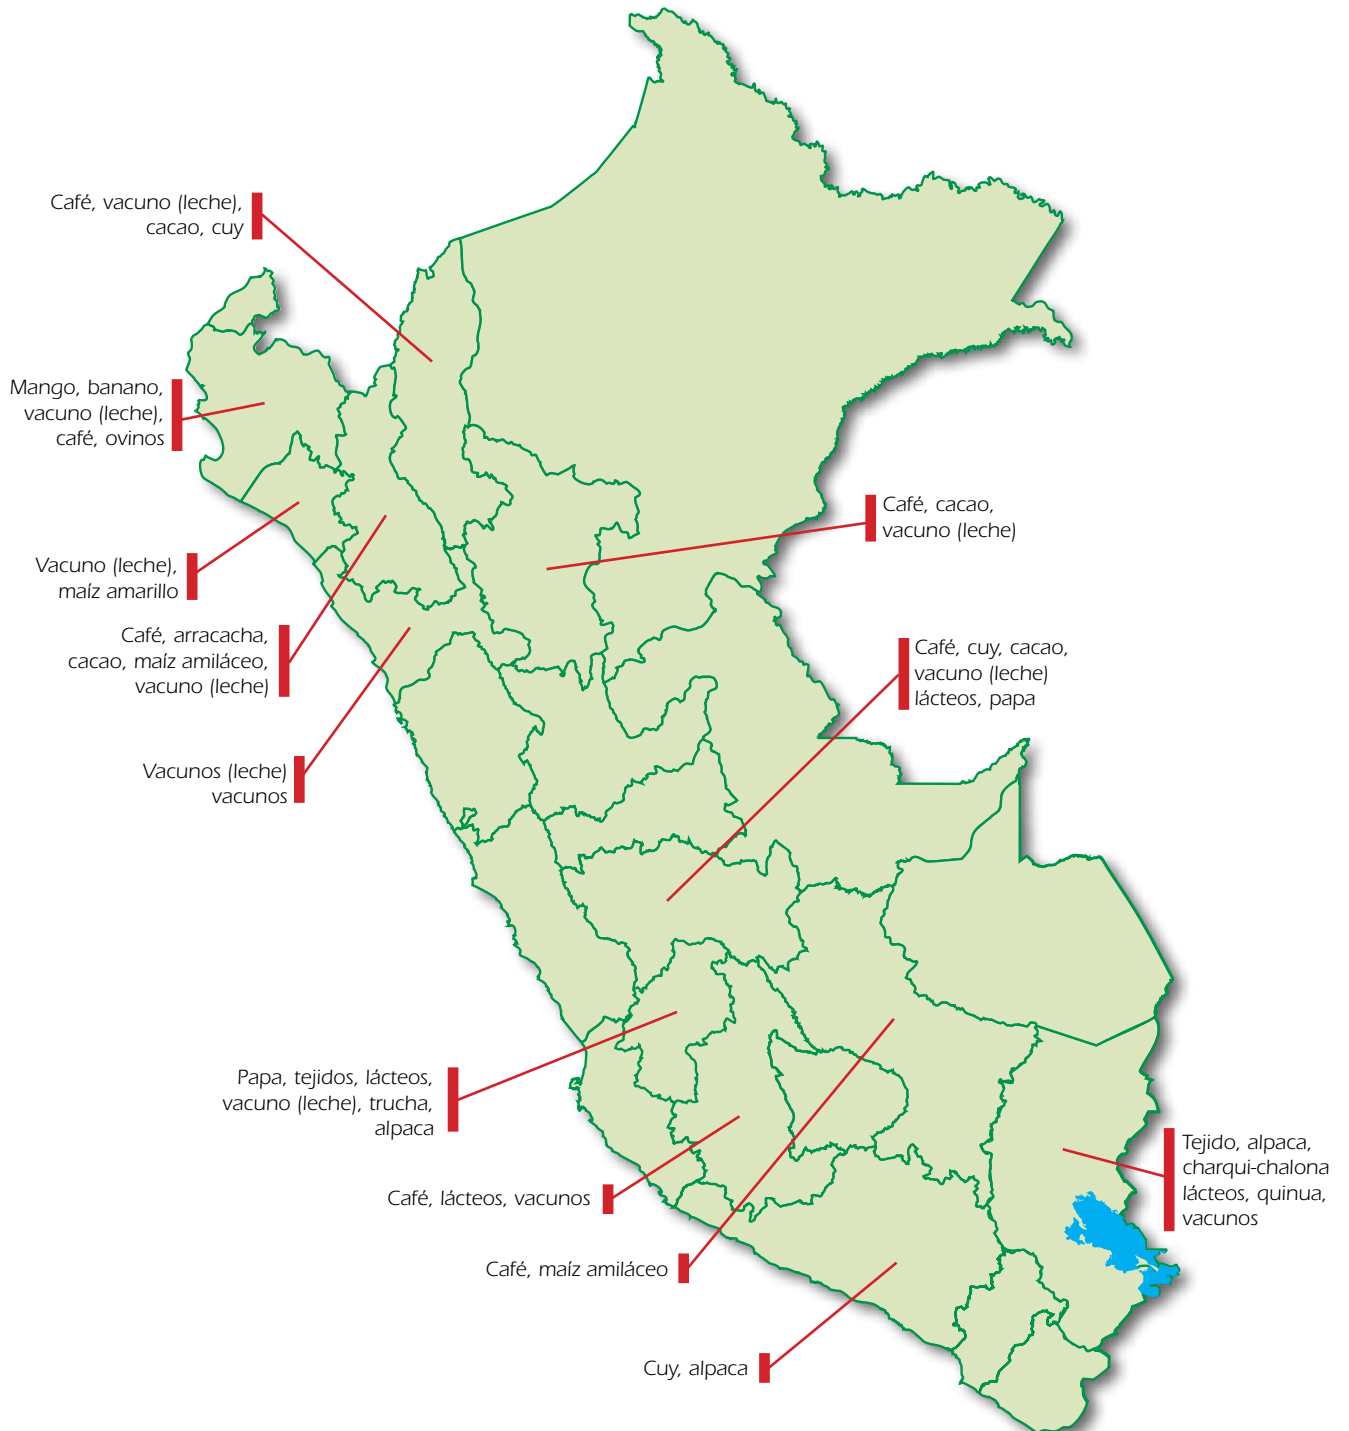 Café, vacuno (leche),
cacao, cuy
Mango, banano,
vacuno (leche),
café, ovinos
Café, cacao,
vacuno (leche)
Vacuno (leche),
maíz amarillo
Café, arracacha,
cacao, maíz amiláceo,
vacuno (leche)
Café, cuy, cacao,
vacuno (leche)
lácteos, papa
Vacunos (leche)
vacunos
Papa, tejidos, lácteos,
vacuno (leche), trucha,
alpaca
Tejido, alpaca,
charqui-chalona
lácteos, quinua,
vacunos
Café, lácteos, vacunos
Café, maíz amiláceo
Cuy, alpaca